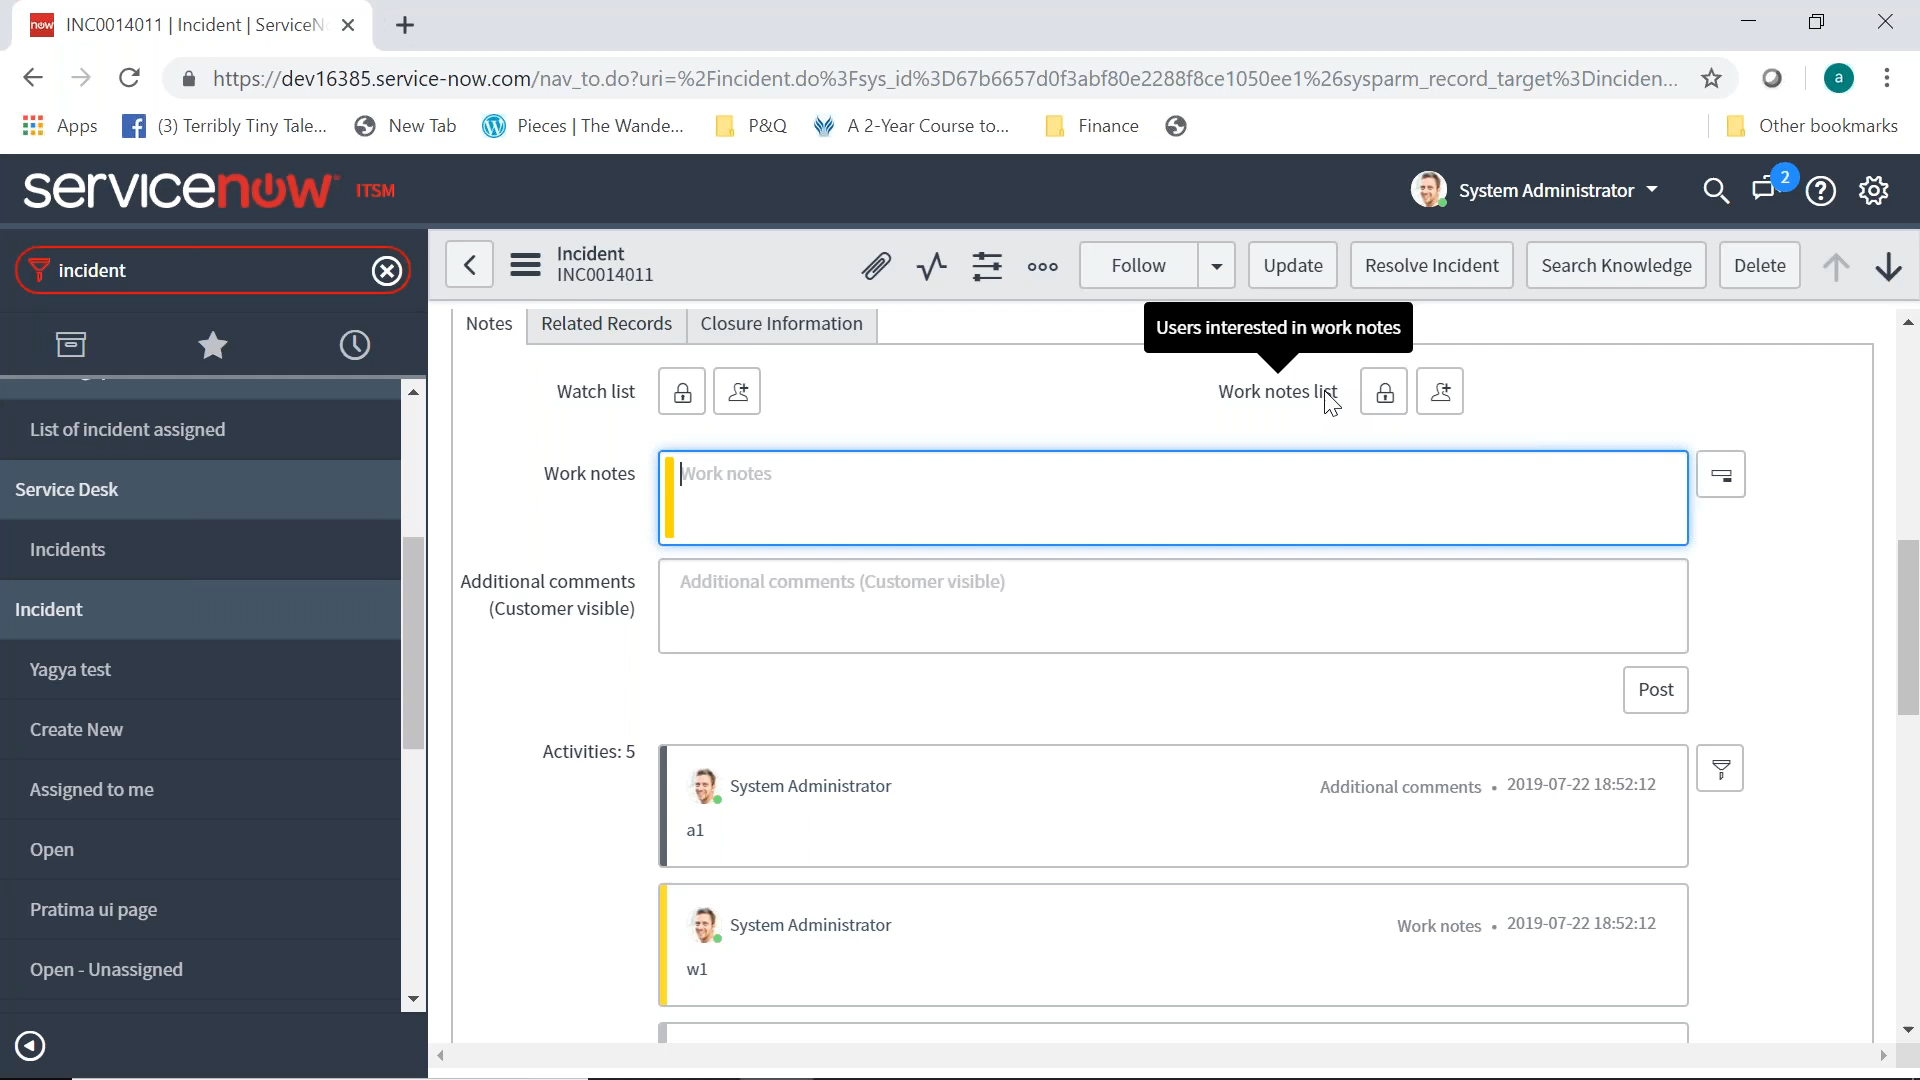 now INC0014011 | Incident | ServiceN
https://dev16385.service-now.com/nav_to.do?uri=%2Fincident.do%3Fsys_id%3D67b6657d0f3abf80e2288f8ce1050ee1%26sysparm_record_target%3Dinciden... a
Apps (3) Terribly Tiny Tale... New Tab Pieces | The Wande... P&Q A 2-Year Course to... Finance Other bookmarks
servicenow ITSM System Administrator 2
incident
Incident
INC0014011
Follow Update Resolve Incident Search Knowledge Delete
Notes Related Records Closure Information
Users interested in work notes
Watch list Work notes list
List of incident assigned
Service Desk
Incidents
Incident
Yagya test
Create New
Assigned to me
Open
Pratima ui page
Open - Unassigned
Work notes Work notes
Additional comments
(Customer visible)
Additional comments (Customer visible)
Post
Activities: 5
System Administrator Additional comments • 2019-07-22 18:52:12
a1
System Administrator Work notes • 2019-07-22 18:52:12
w1